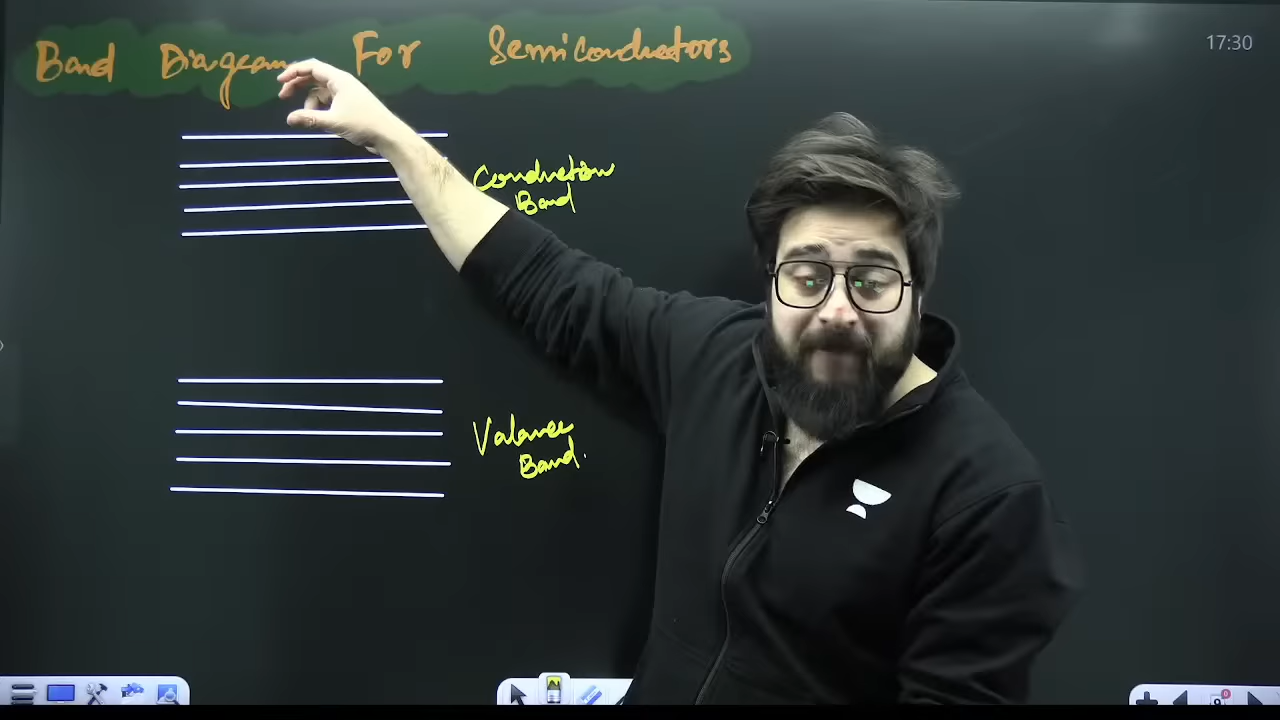 Band Diagram For Semiconductors
17:30
Conduction
Band
Valance
Band.